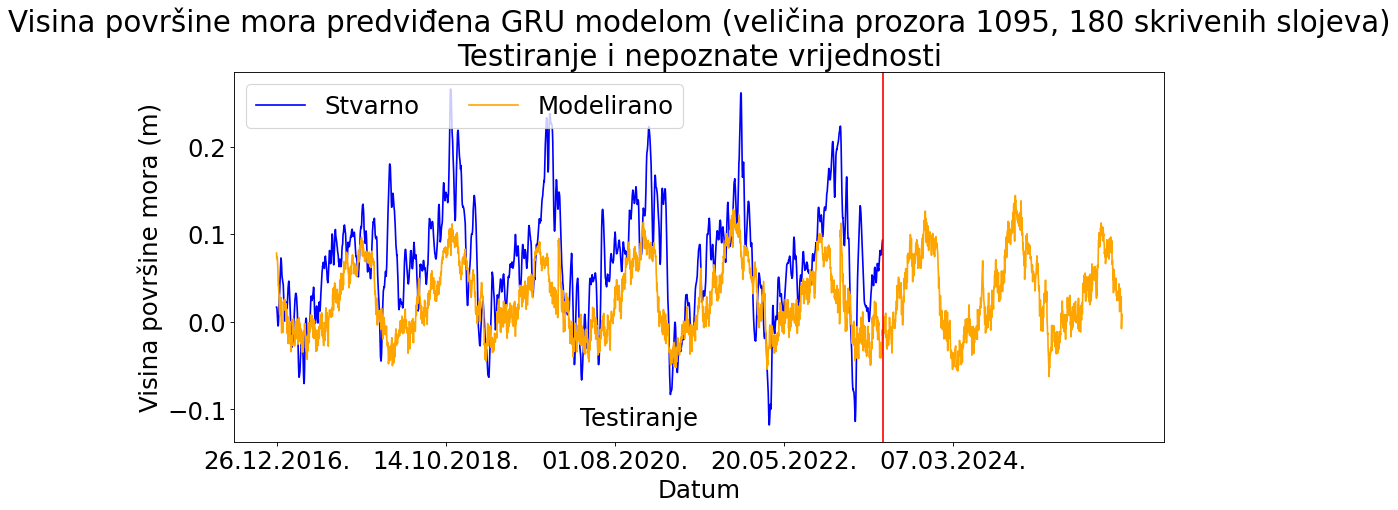 Visina površine mora predviđena GRU modelom (veličina prozora 1095, 180 skrivenih slojeva)
Testiranje i nepoznate vrijednosti
Stvarno
Modelirano
Visina površine mora (m)
0.2
0.1
0.0
−0.1
Testiranje
26.12.2016.
14.10.2018.
01.08.2020.
20.05.2022.
07.03.2024.
Datum